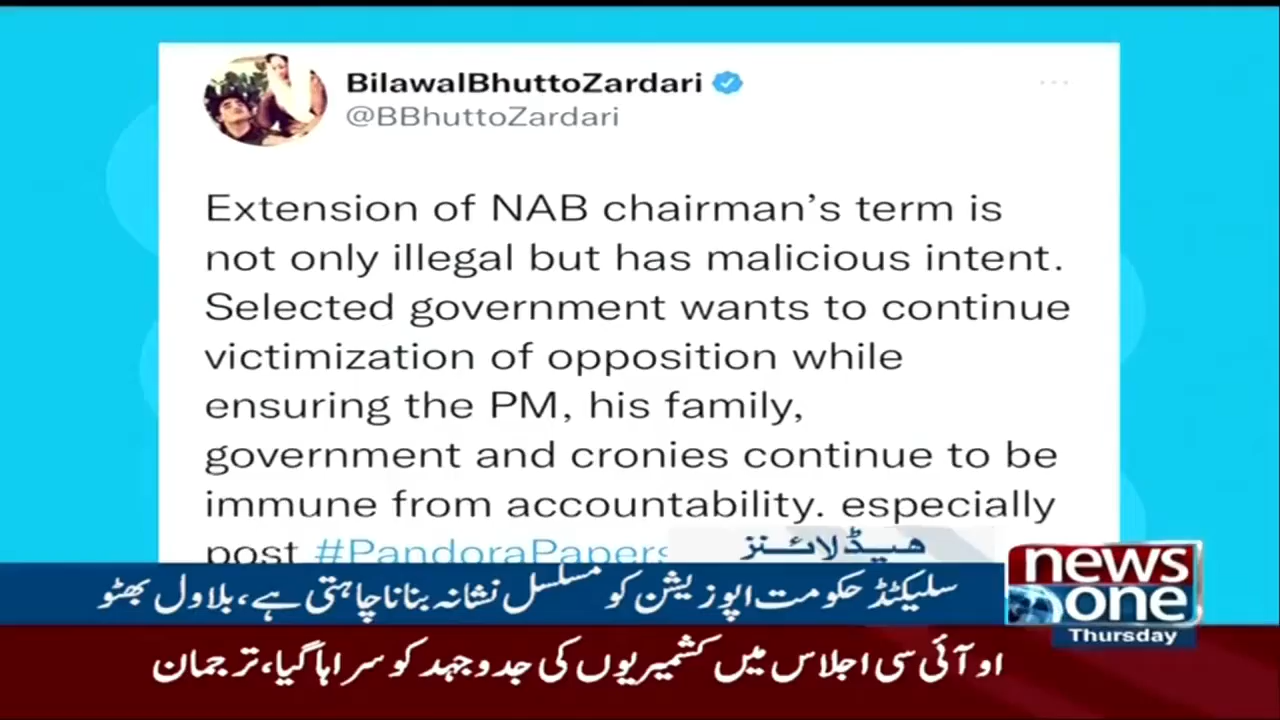 BilawalBhuttoZardari
@BBhuttoZardari
Extension of NAB chairman's term is
not only illegal but has malicious intent.
Selected government wants to continue
victimization of opposition while
ensuring the PM, his family,
government and cronies continue to be
immune from accountability. especially
post #PandoraPapers
ہیڈلائنز
سلیکٹڈ حکومت اپوزیشن کو مسلسل نشانہ بنانا چاہتی ہے، بلاول بھٹو
news
one
Thursday
او آئی سی اجلاس میں کشمیریوں کی جدوجہد کو سراہا گیا، ترجمان